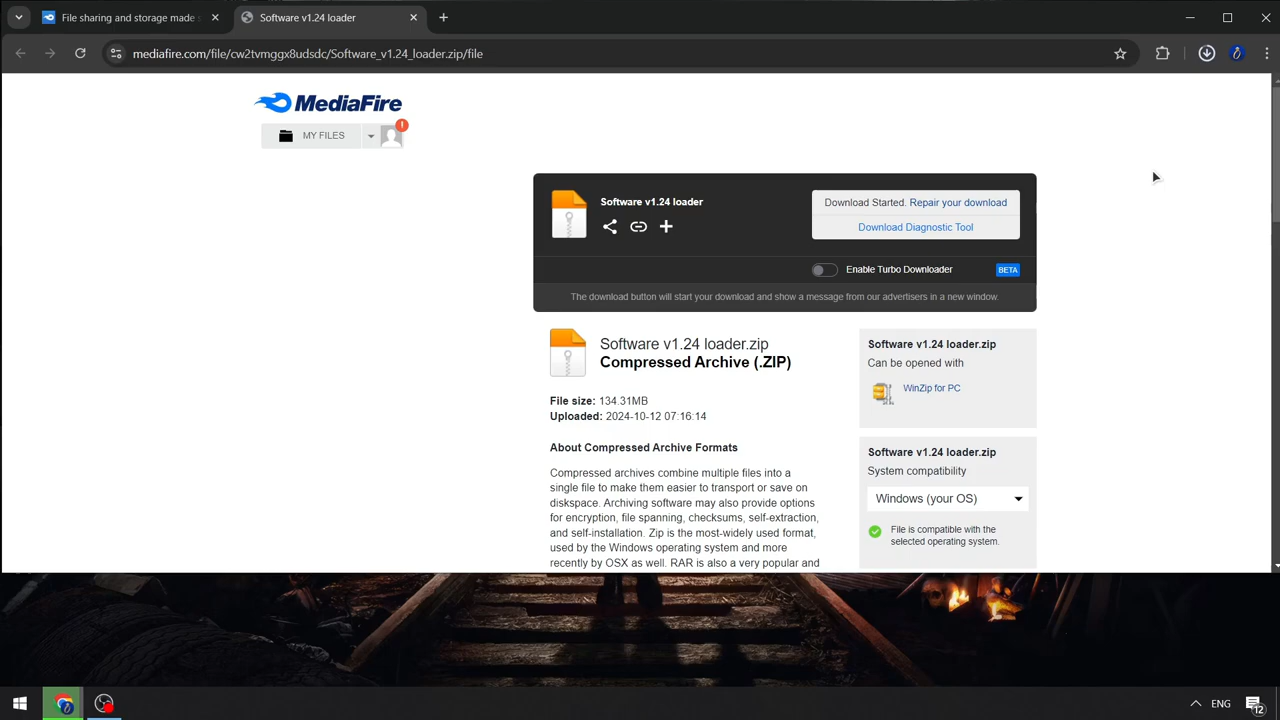 File sharing and storage made s
Software v1.24 loader
mediafire.com/file/cw2tvmggx8udsdc/Software_v1.24_loader.zip/file
MediaFire
MY FILES
!
Software v1.24 loader
Download Started. Repair your download
Download Diagnostic Tool
Enable Turbo Downloader
BETA
The download button will start your download and show a message from our advertisers in a new window.
Software v1.24 loader.zip
Compressed Archive (.ZIP)
File size: 134.31MB
Uploaded: 2024-10-12 07:16:14
About Compressed Archive Formats
Compressed archives combine multiple files into a
single file to make them easier to transport or save on
diskspace. Archiving software may also provide options
for encryption, file spanning, checksums, self-extraction,
and self-installation. Zip is the most-widely used format,
used by the Windows operating system and more
recently by OSX as well. RAR is also a very popular and
Software v1.24 loader.zip
Can be opened with
WinZip for PC
Software v1.24 loader.zip
System compatibility
Windows (your OS)
File is compatible with the
selected operating system.
ENG
12